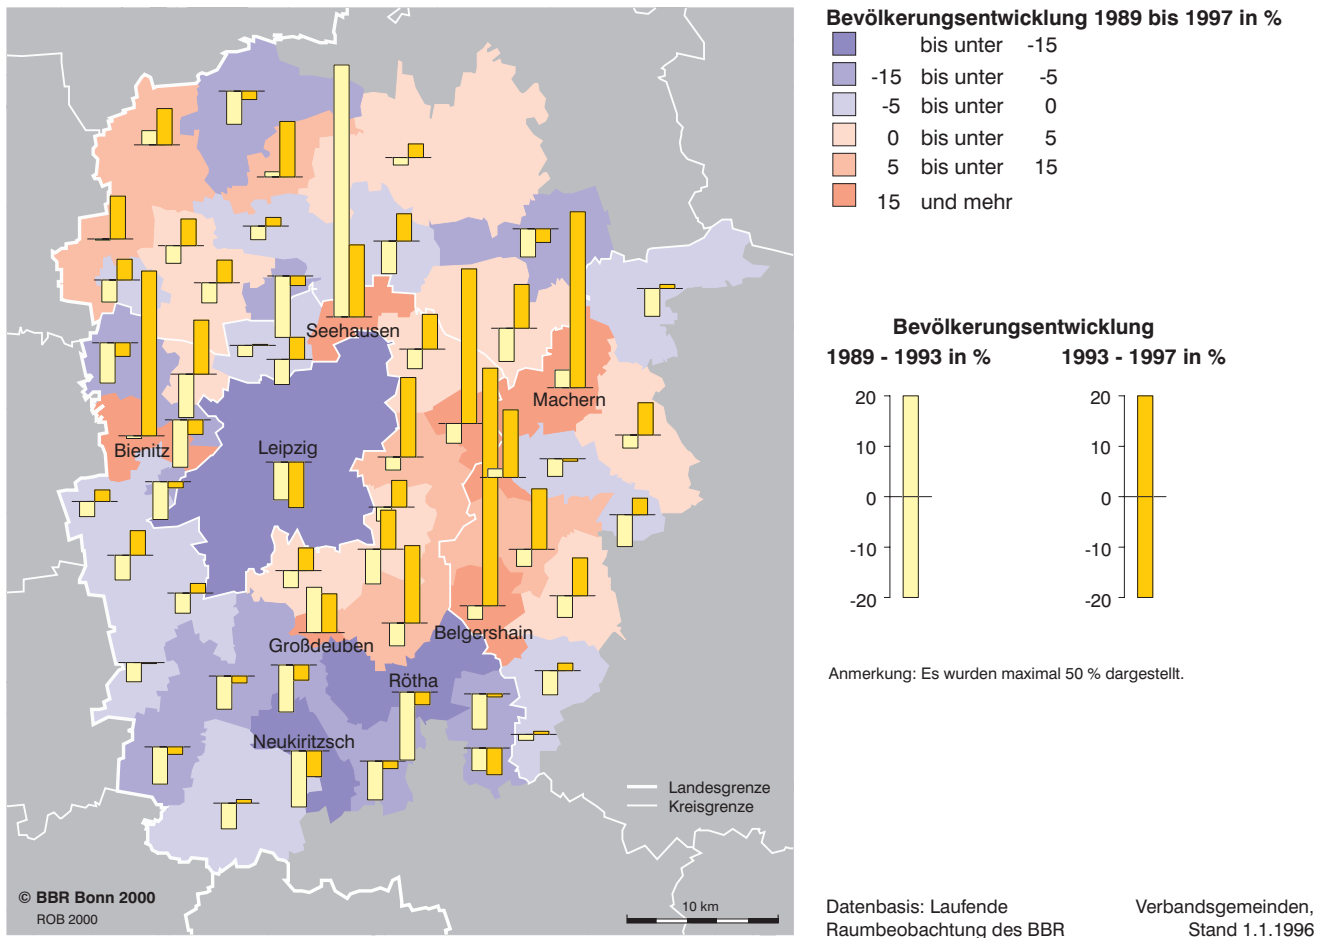 Bevölkerungsentwicklung 1989 bis 1997 in %
bis unter -15
-15 bis unter -5
-5 bis unter 0
0 bis unter 5
5 bis unter 15
15 und mehr
Bevölkerungsentwicklung
1989 - 1993 in %
1993 - 1997 in %
20
10
0
-10
-20
20
10
0
-10
-20
Anmerkung: Es wurden maximal 50 % dargestellt.
Seehausen
Machern
Bienitz
Leipzig
Belgershain
Großdeuben
Rötha
Neukiritzsch
Landesgrenze
Kreisgrenze
© BBR Bonn 2000
ROB 2000
10 km
Datenbasis: Laufende
Raumbeobachtung des BBR
Verbandsgemeinden,
Stand 1.1.1996